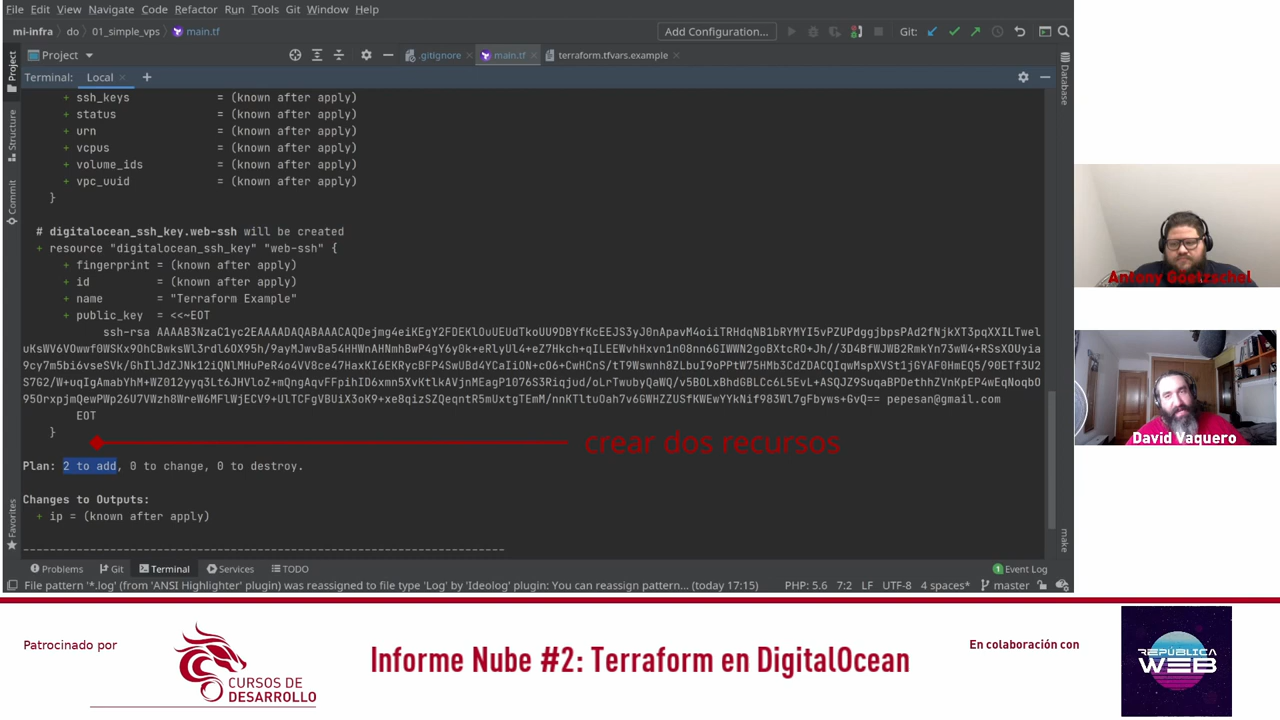 File Edit View Navigate Code Refactor Run Tools Git Window Help
mi-infra do 01_simple_vps main.tf Add Configuration... Git:
Project .gitignore main.tf terraform.tfvars.example
Terminal: Local +
+ ssh_keys = (known after apply)
+ status = (known after apply)
+ urn = (known after apply)
+ vcpus = (known after apply)
+ volume_ids = (known after apply)
+ vpc_uuid = (known after apply)
}
# digitalocean_ssh_key.web-ssh will be created
+ resource "digitalocean_ssh_key" "web-ssh" {
+ fingerprint = (known after apply)
+ id = (known after apply)
+ name = "Terraform Example"
+ public_key = <<~EOT
ssh-rsa
pepesan@gmail.com
EOT
}
crear dos recursos
Plan: 2 to add, 0 to change, 0 to destroy.
Changes to Outputs:
+ ip = (known after apply)
------------------------------------------------------------------------
Problems Git Terminal Services TODO 1 Event Log
File pattern '*.log' (from 'ANSI Highlighter' plugin) was reassigned to file type 'Log' by 'Ideolog' plugin: You can reassign pattern... (today 17:15) PHP: 5.6 7:2 LF UTF-8 4 spaces* master
Project
Structure
Commit
Favorites
Database
make
Antony Goetzschel
David Vaquero
Patrocinado por
CURSOS DE
DESARROLLO
Informe Nube #2: Terraform en DigitalOcean
En colaboración con
REPÚBLICA
WEB